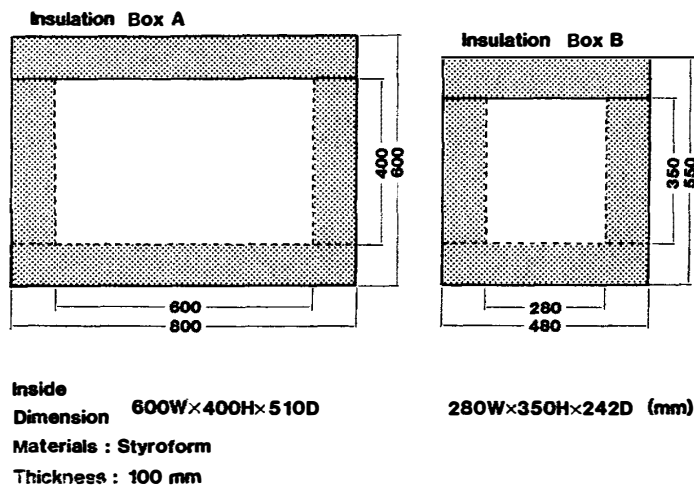 Insulation Box A
Insulation Box B
400
600
350
550
600
800
280
480
Inside
Dimension 600W×400H×510D 280W×350H×242D (mm)
Materials : Styroform
Thickness : 100 mm